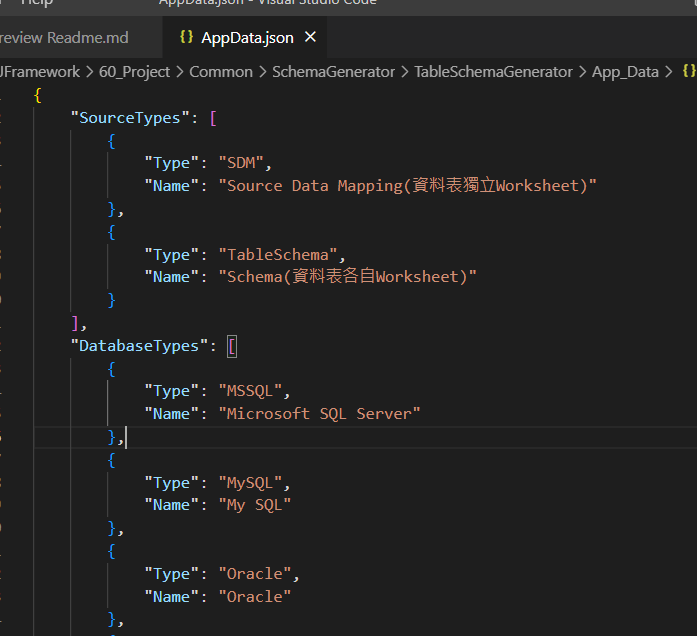 Help
AppData.json - Visual Studio Code
review Readme.md
{} AppData.json ×
JFramework > 60_Project > Common > SchemaGenerator > TableSchemaGenerator > App_Data > {}
{
"SourceTypes": [
{
"Type": "SDM",
"Name": "Source Data Mapping(資料表獨立Worksheet)"
},
{
"Type": "TableSchema",
"Name": "Schema(資料表各自Worksheet)"
}
],
"DatabaseTypes": [
{
"Type": "MSSQL",
"Name": "Microsoft SQL Server"
},
{
"Type": "MySQL",
"Name": "My SQL"
},
{
"Type": "Oracle",
"Name": "Oracle"
},